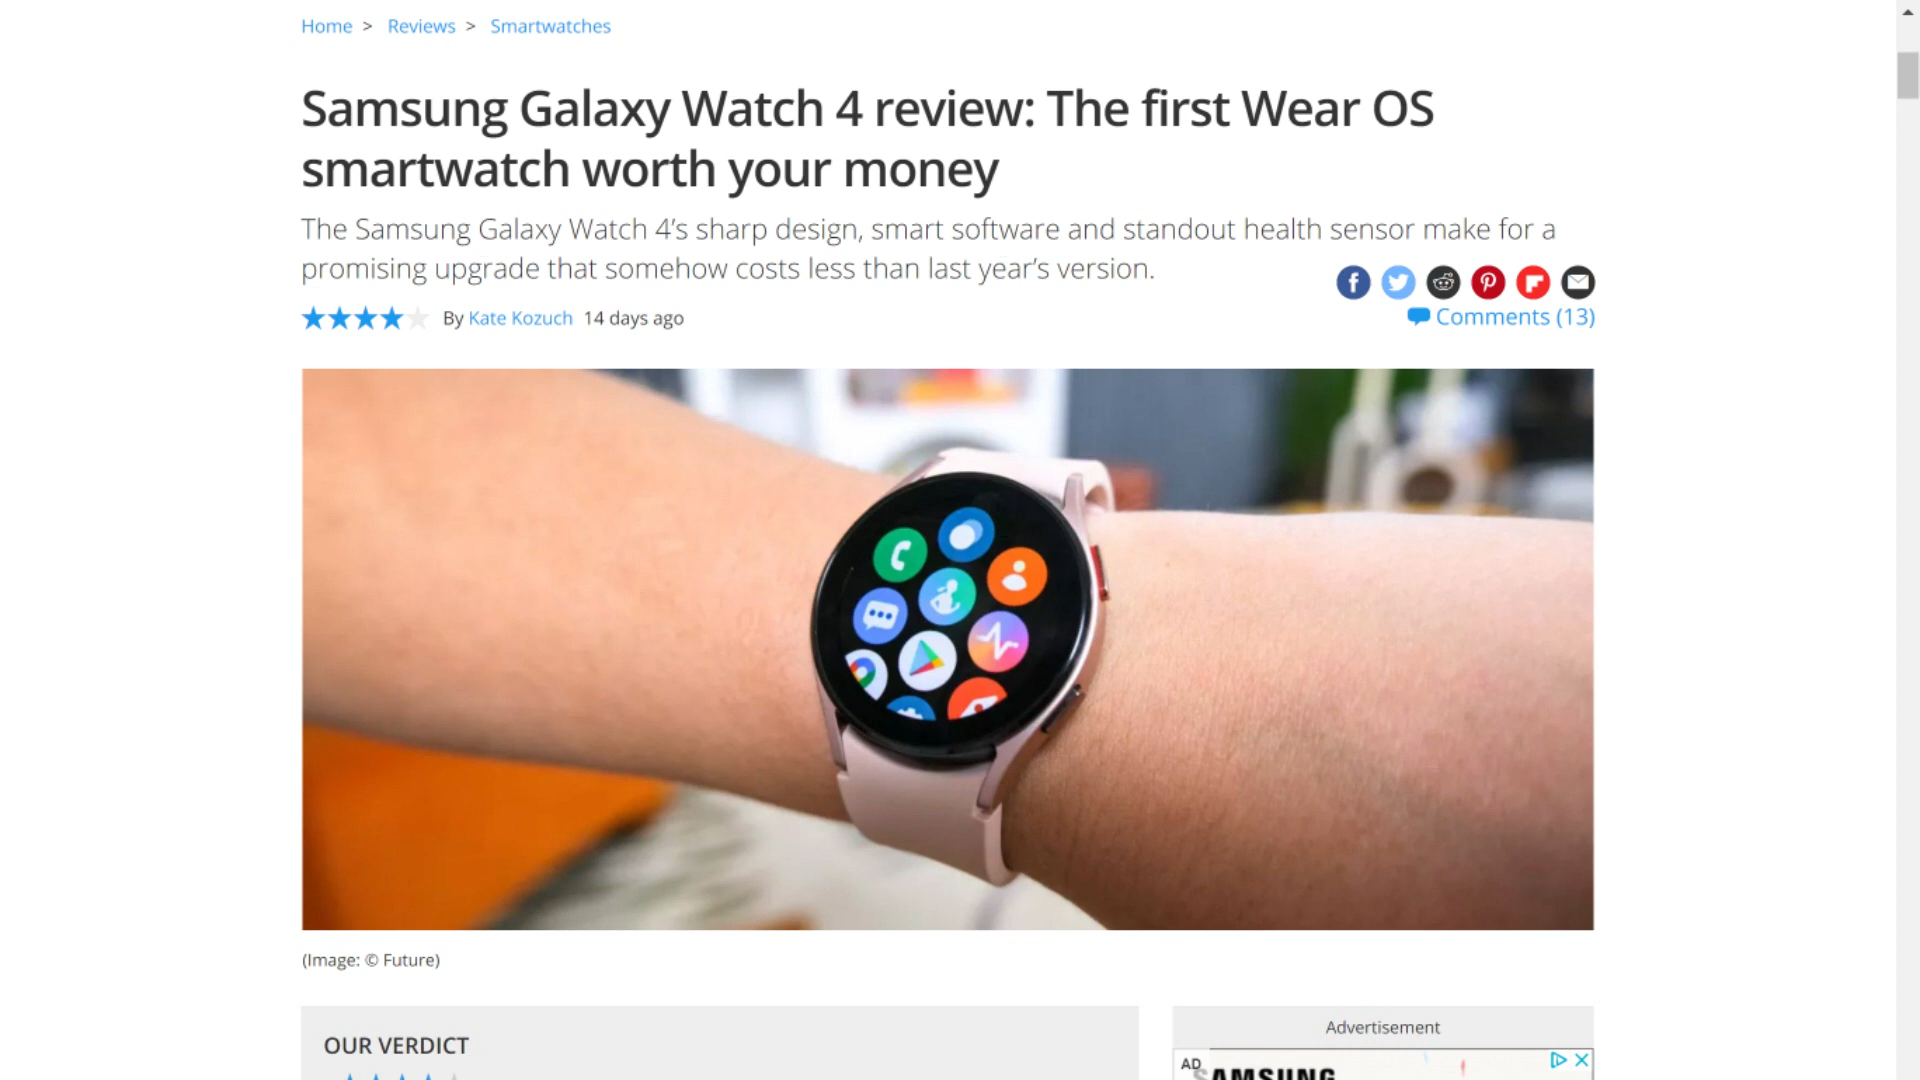 Home > Reviews > Smartwatches
Samsung Galaxy Watch 4 review: The first Wear OS
smartwatch worth your money
The Samsung Galaxy Watch 4’s sharp design, smart software and standout health sensor make for a
promising upgrade that somehow costs less than last year’s version.
By Kate Kozuch 14 days ago
Comments (13)
(Image: © Future)
OUR VERDICT
Advertisement
AD
SAMSUNG